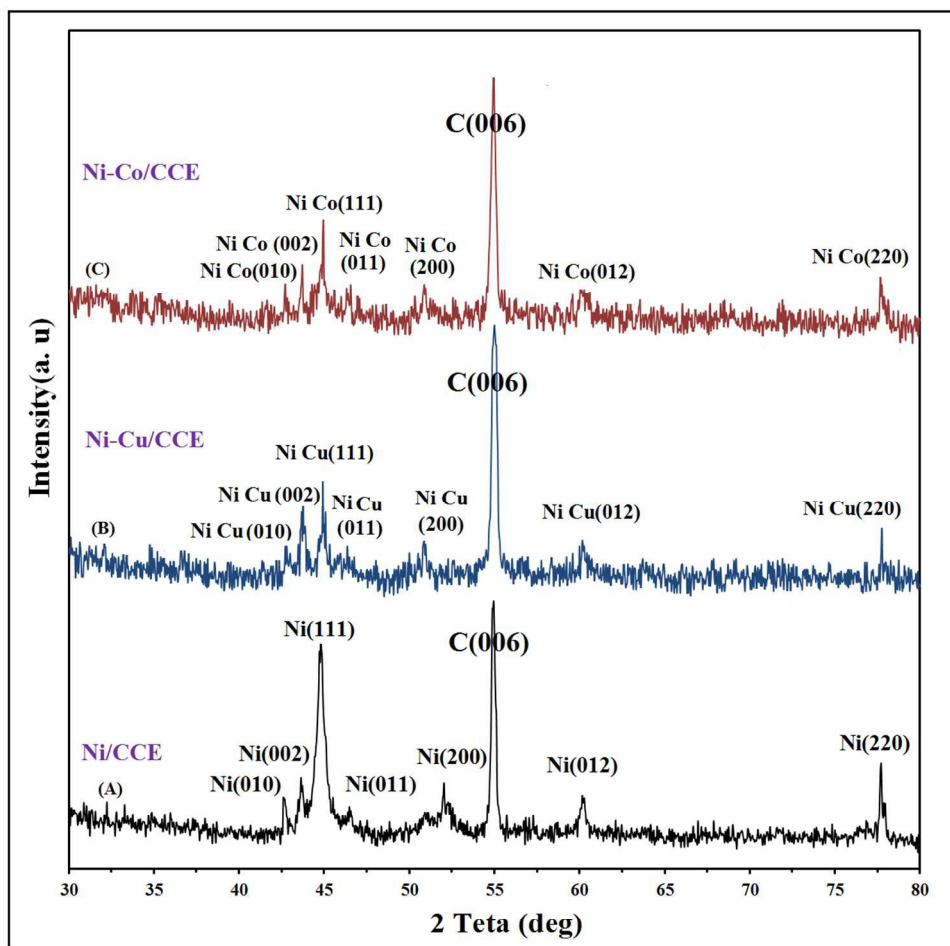 C(006)
Ni-Co/CCE
Ni Co(111)
Ni Co (002)
Ni Co
(011)
Ni Co
(200)
Ni Co(010)
Ni Co(012)
Ni Co(220)
(C)
C(006)
Ni-Cu/CCE
Ni Cu(111)
Ni Cu (002)
Ni Cu
(011)
Ni Cu
(200)
Ni Cu (010)
Ni Cu(012)
Ni Cu(220)
(B)
Ni(111)
C(006)
Ni/CCE
Ni(002)
Ni(200)
Ni(220)
Ni(010)
Ni(011)
Ni(012)
(A)
Intensity(a. u)
30 35 40 45 50 55 60 65 70 75 80
2 Teta (deg)